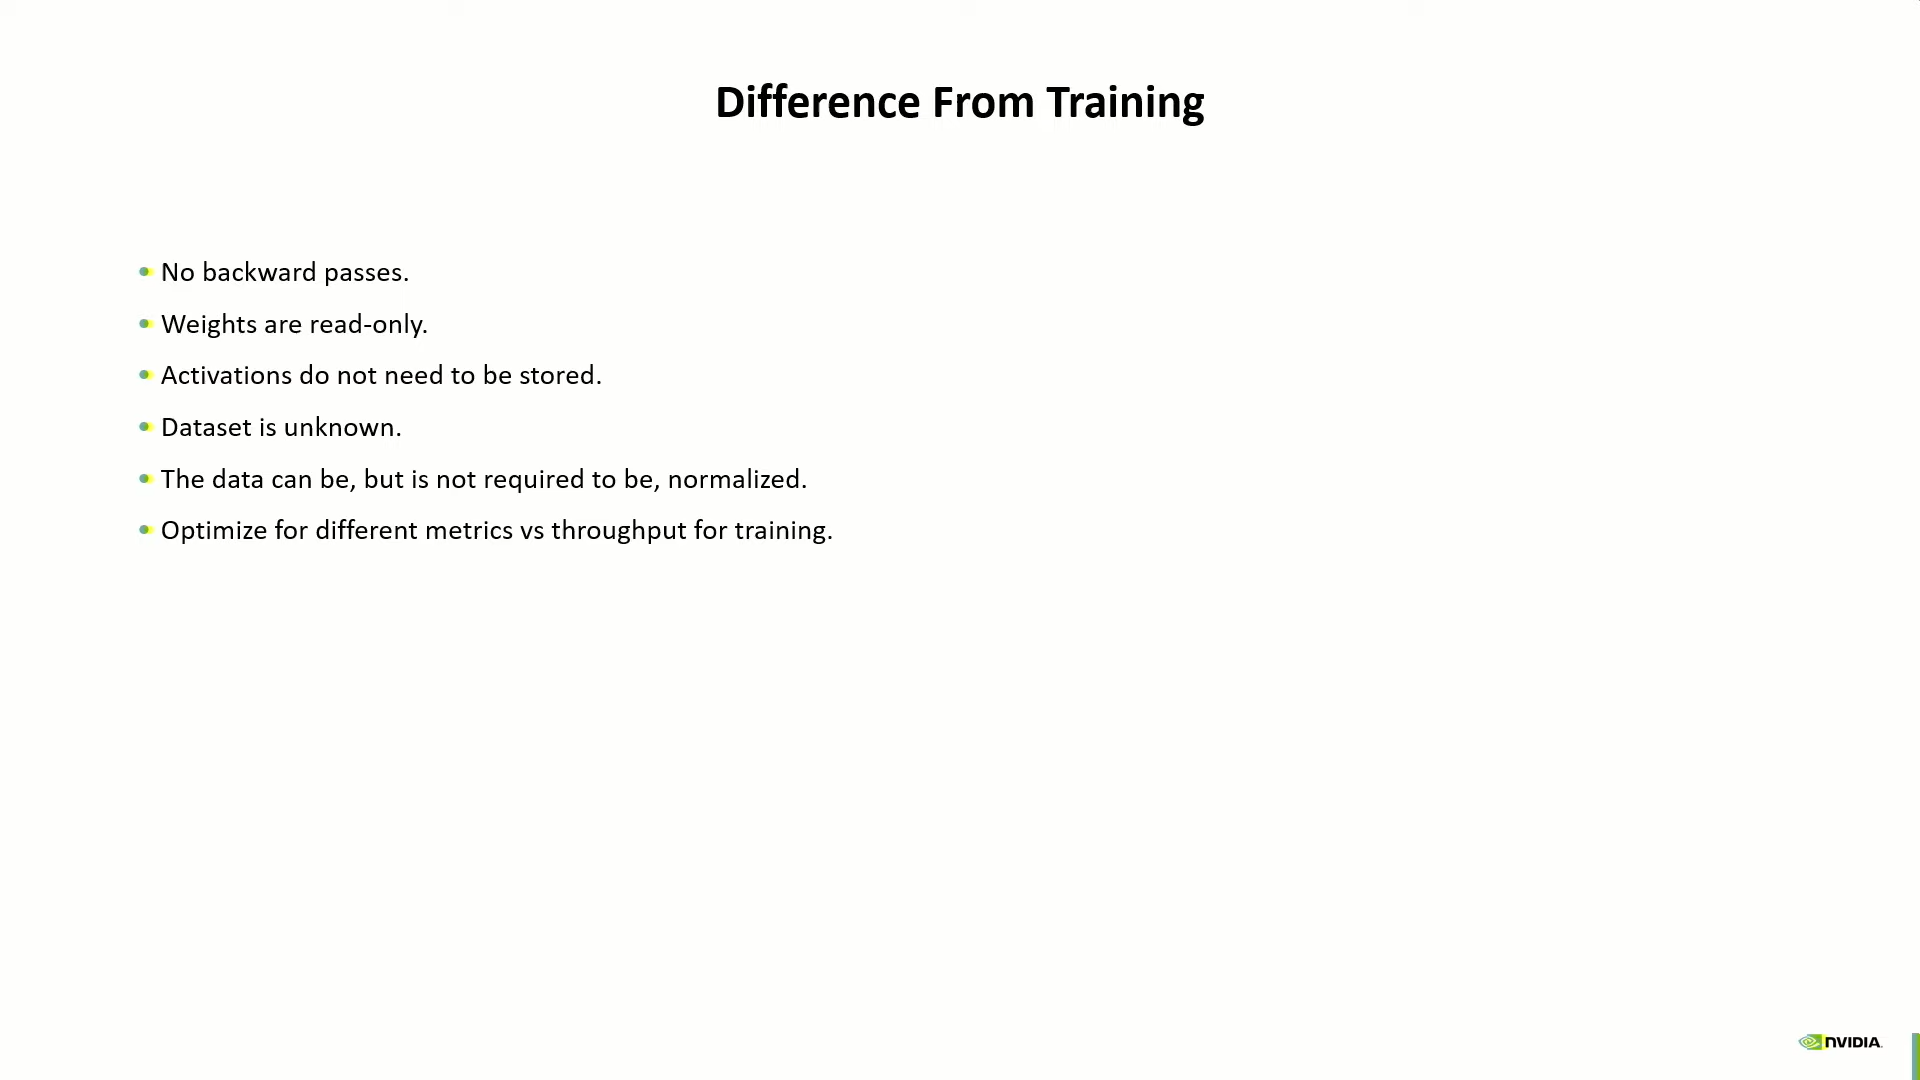 Difference From Training
• No backward passes.
• Weights are read-only.
• Activations do not need to be stored.
• Dataset is unknown.
• The data can be, but is not required to be, normalized.
• Optimize for different metrics vs throughput for training.
NVIDIA.